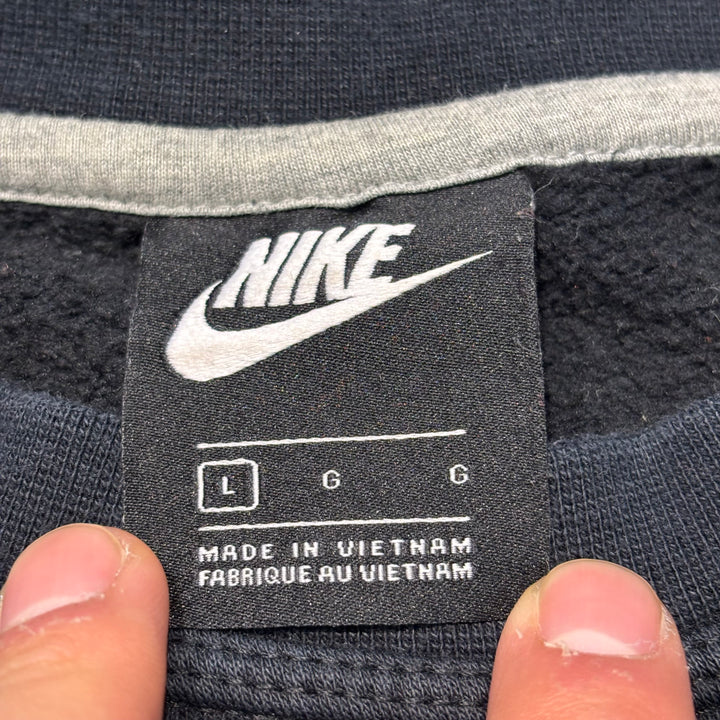 NIKE
L G G
MADE IN VIETNAM
FABRIQUE AU VIETNAM